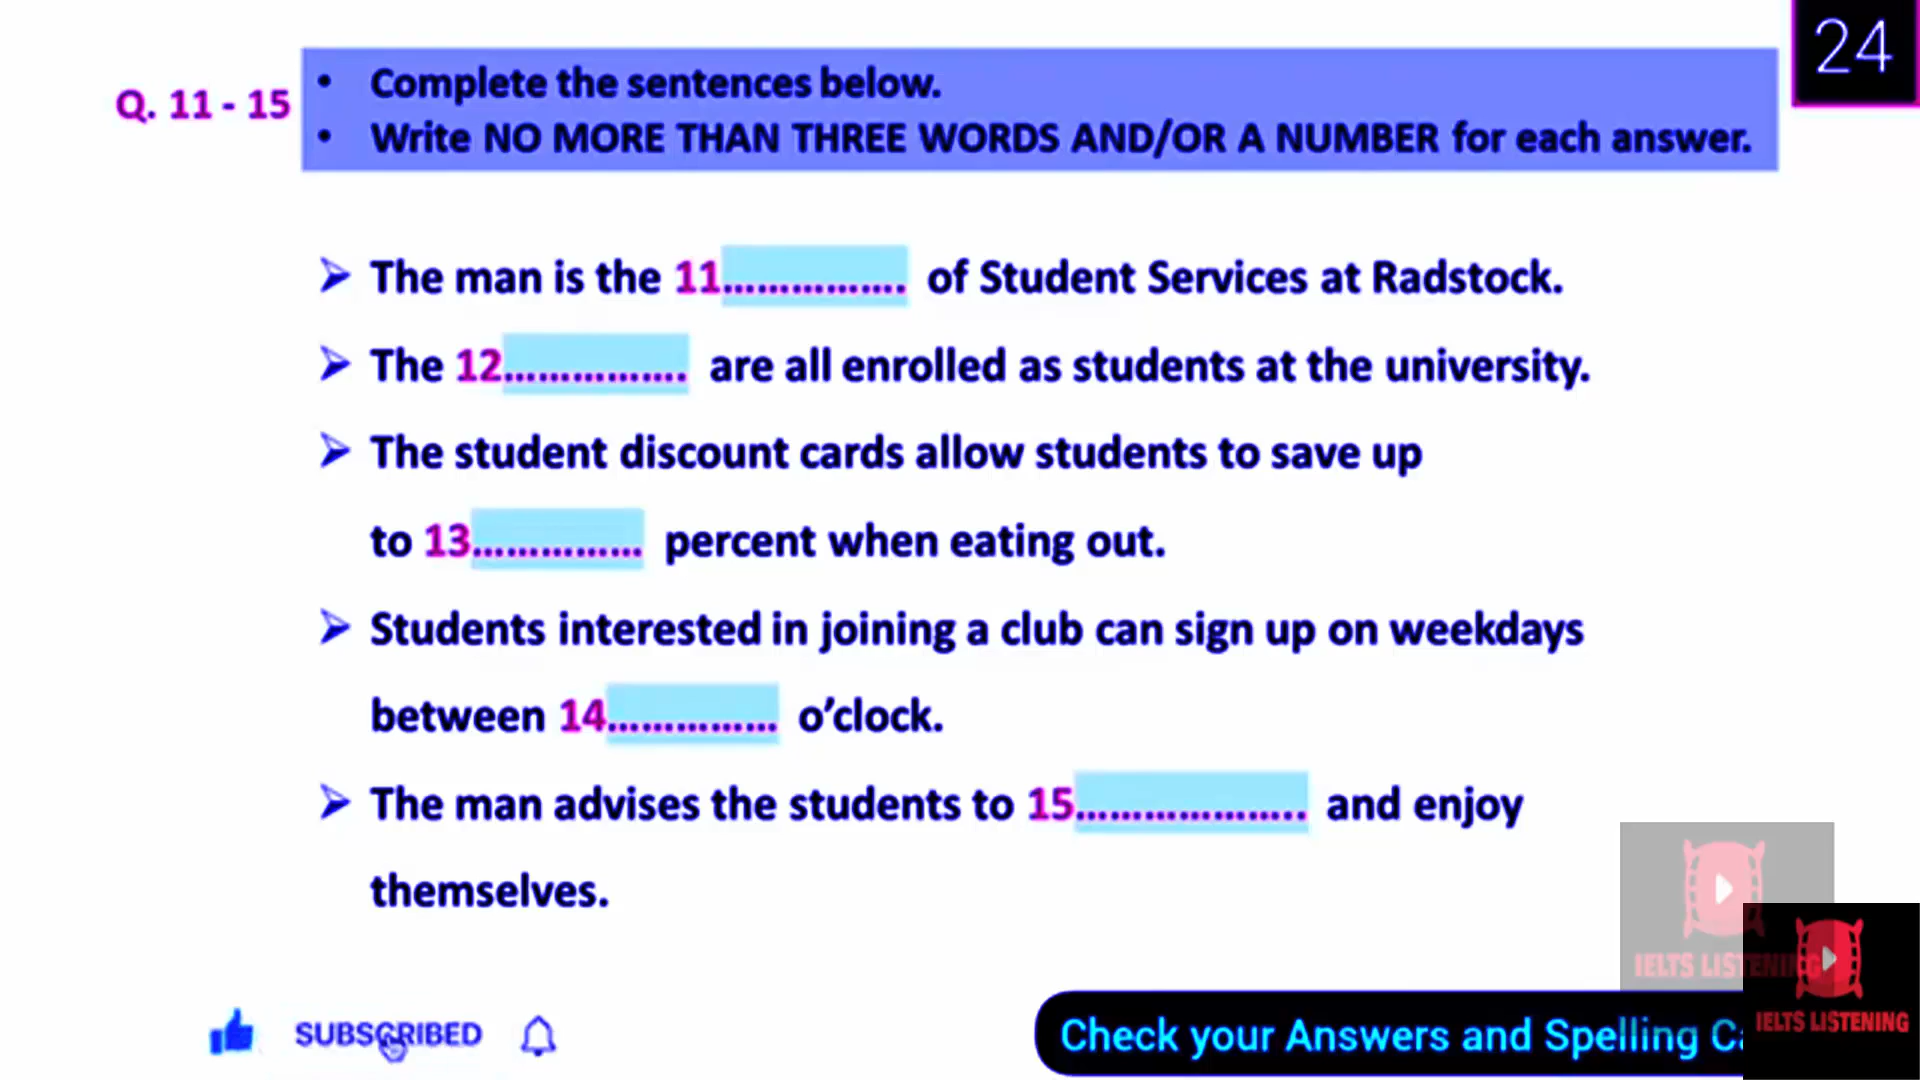 24
Q. 11 - 15
• Complete the sentences below.
• Write NO MORE THAN THREE WORDS AND/OR A NUMBER for each answer.
➢ The man is the 11................ of Student Services at Radstock.
➢ The 12................ are all enrolled as students at the university.
➢ The student discount cards allow students to save up
to 13............... percent when eating out.
➢ Students interested in joining a club can sign up on weekdays
between 14............... o’clock.
➢ The man advises the students to 15.................... and enjoy
themselves.
IELTS LISTENING
SUBSCRIBED
Check your Answers and Spelling
IELTS LISTENING